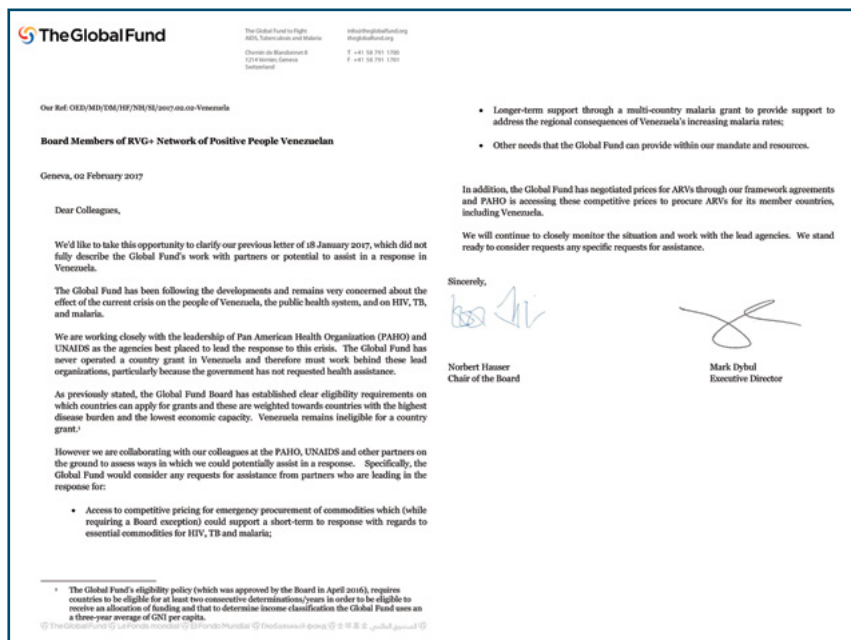 The Global Fund
The Global Fund to Fight
AIDS, Tuberculosis and Malaria
Chemin de Blandonnet 8
1214 Vernier, Geneva
Switzerland
info@theglobalfund.org
theglobalfund.org
T +41 58 791 1700
F +41 58 791 1701
Our Ref: OED/MD/DM/HF/NH/SI/2017.02.02-Venezuela
Board Members of RVG+ Network of Positive People Venezuelan
Geneva, 02 February 2017
Dear Colleagues,
We'd like to take this opportunity to clarify our previous letter of 18 January 2017, which did not
fully describe the Global Fund's work with partners or potential to assist in a response in
Venezuela.
The Global Fund has been following the developments and remains very concerned about the
effect of the current crisis on the people of Venezuela, the public health system, and on HIV, TB,
and malaria.
We are working closely with the leadership of Pan American Health Organization (PAHO) and
UNAIDS as the agencies best placed to lead the response to this crisis. The Global Fund has
never operated a country grant in Venezuela and therefore must work behind these lead
organizations, particularly because the government has not requested health assistance.
As previously stated, the Global Fund Board has established clear eligibility requirements on
which countries can apply for grants and these are weighted towards countries with the highest
disease burden and the lowest economic capacity. Venezuela remains ineligible for a country
grant.¹
However we are collaborating with our colleagues at the PAHO, UNAIDS and other partners on
the ground to assess ways in which we could potentially assist in a response. Specifically, the
Global Fund would consider any requests for assistance from partners who are leading in the
response for:
• Access to competitive pricing for emergency procurement of commodities which (while
requiring a Board exception) could support a short-term to response with regards to
essential commodities for HIV, TB and malaria;
¹ The Global Fund's eligibility policy (which was approved by the Board in April 2016), requires
countries to be eligible for at least two consecutive determinations/years in order to be eligible to
receive an allocation of funding and that to determine income classification the Global Fund uses an
a three-year average of GNI per capita.
The Global Fund Le Fonds mondial El Fondo Mundial Глобальный фонд 全球基金 الصندوق العالمي
• Longer-term support through a multi-country malaria grant to provide support to
address the regional consequences of Venezuela's increasing malaria rates;
• Other needs that the Global Fund can provide within our mandate and resources.
In addition, the Global Fund has negotiated prices for ARVs through our framework agreements
and PAHO is accessing these competitive prices to procure ARVs for its member countries,
including Venezuela.
We will continue to closely monitor the situation and work with the lead agencies. We stand
ready to consider requests any specific requests for assistance.
Sincerely,
Norbert Hauser
Chair of the Board
Mark Dybul
Executive Director